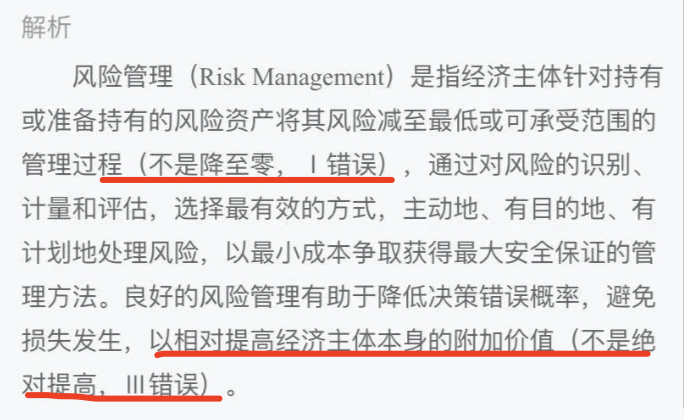 解析
风险管理（Risk Management）是指经济主体针对持有
或准备持有的风险资产将其风险减至最低或可承受范围的
管理过程（不是降至零，Ⅰ错误），通过对风险的识别、
计量和评估，选择最有效的方式，主动地、有目的地、有
计划地处理风险，以最小成本争取获得最大安全保证的管
理方法。良好的风险管理有助于降低决策错误概率，避免
损失发生，以相对提高经济主体本身的附加价值（不是绝
对提高，Ⅲ错误）。